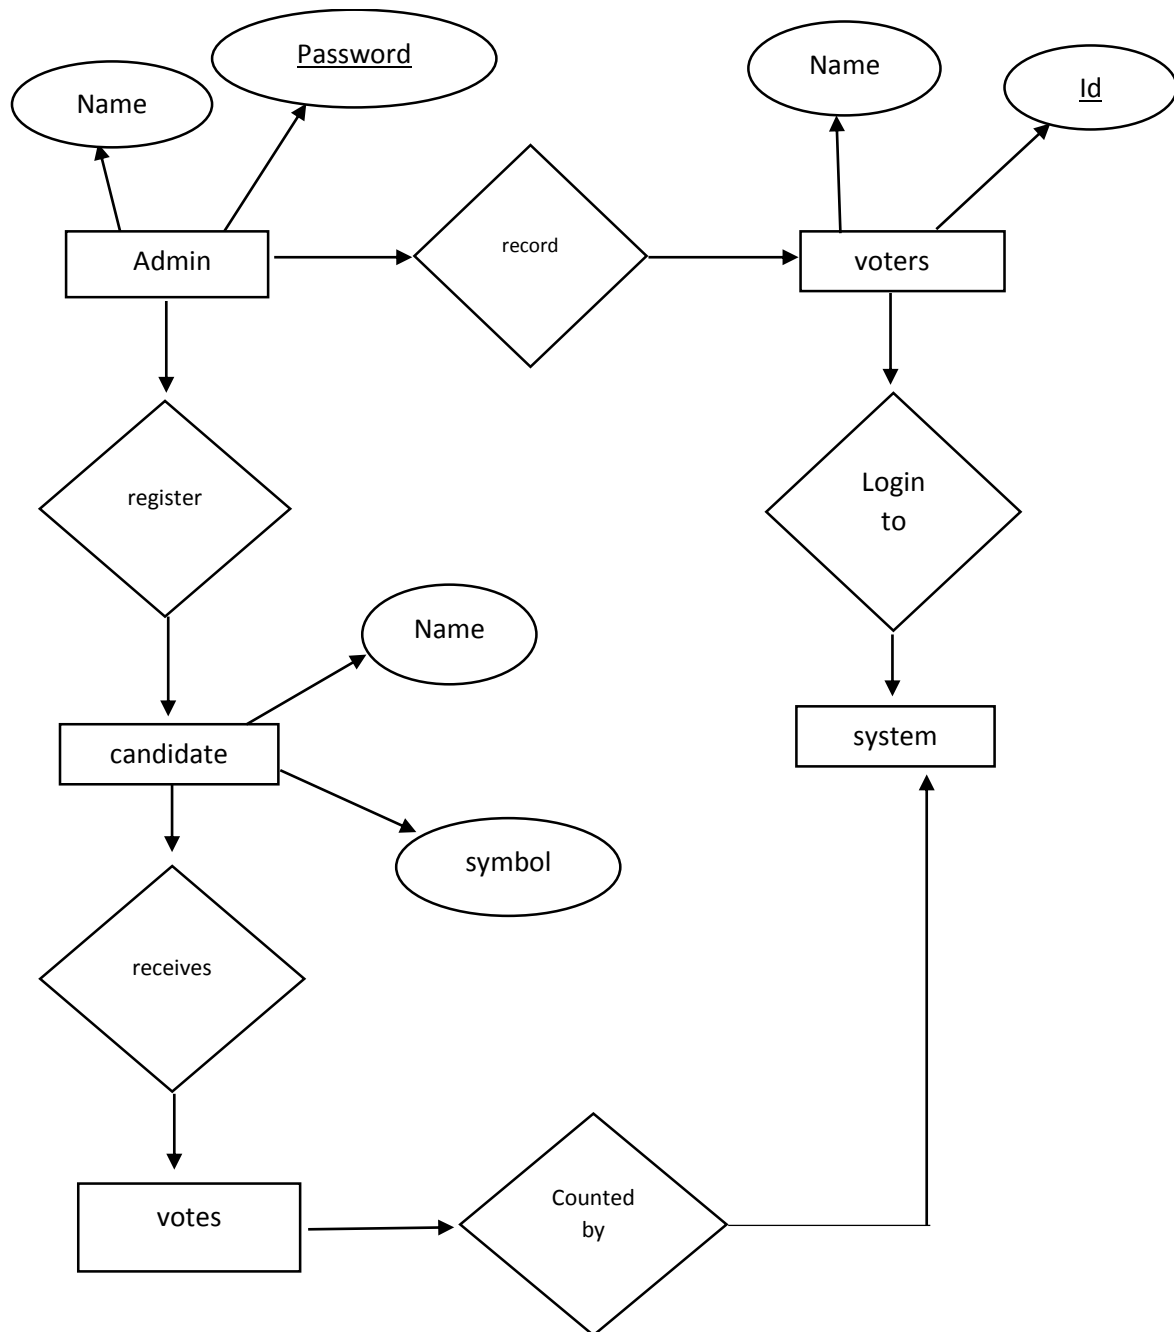 Password
Name
Name
Id
Admin
record
voters
register
Login
to
Name
candidate
system
symbol
receives
votes
Counted
by